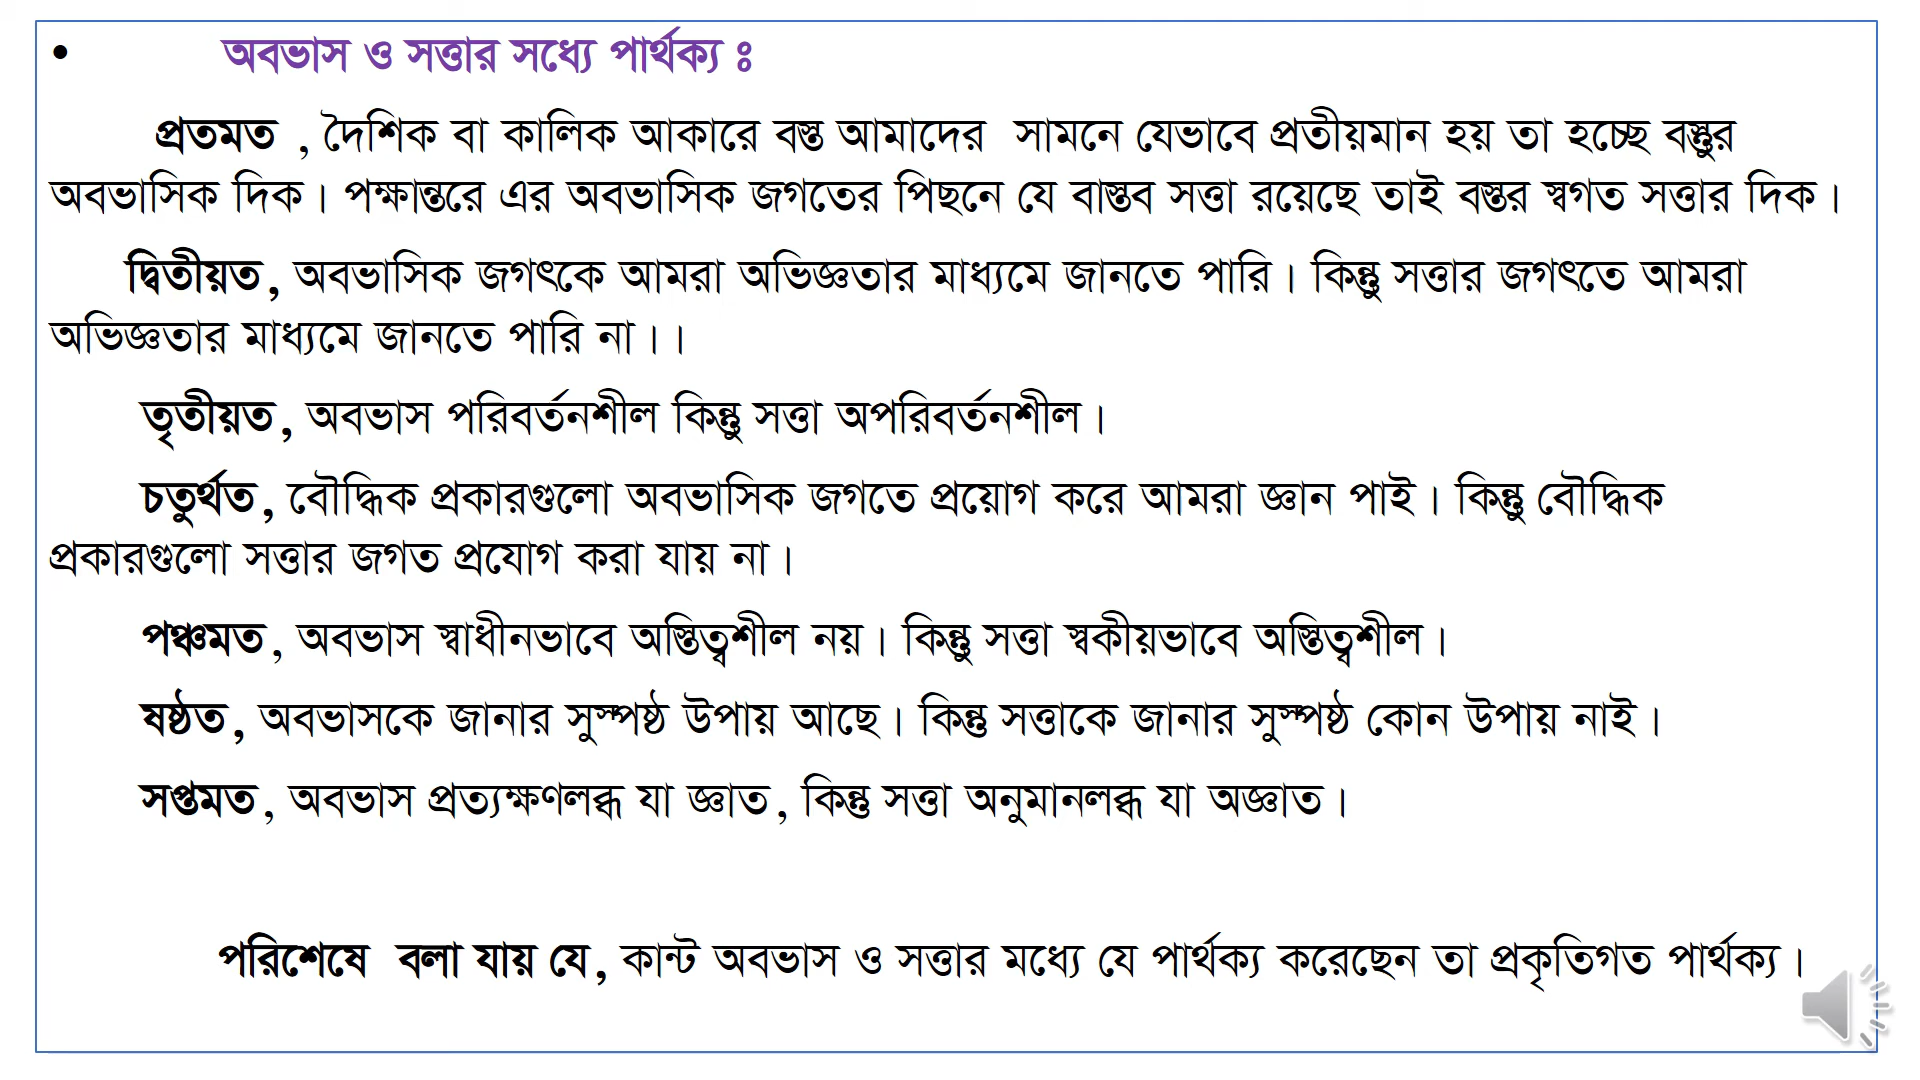 • অবভাস ও সত্তার সধ্যে পার্থক্য ঃ
প্রতমত , দৈশিক বা কালিক আকারে বস্ত আমাদের সামনে যেভাবে প্রতীয়মান হয় তা হচ্ছে বস্তুর
অবভাসিক দিক। পক্ষান্তরে এর অবভাসিক জগতের পিছনে যে বাস্তব সত্তা রয়েছে তাই বস্তর স্বগত সত্তার দিক।
দ্বিতীয়ত, অবভাসিক জগৎকে আমরা অভিজ্ঞতার মাধ্যমে জানতে পারি। কিন্তু সত্তার জগৎতে আমরা
অভিজ্ঞতার মাধ্যমে জানতে পারি না।।
তৃতীয়ত, অবভাস পরিবর্তনশীল কিন্তু সত্তা অপরিবর্তনশীল।
চতুর্থত, বৌদ্ধিক প্রকারগুলো অবভাসিক জগতে প্রয়োগ করে আমরা জ্ঞান পাই। কিন্তু বৌদ্ধিক
প্রকারগুলো সত্তার জগত প্রযোগ করা যায় না।
পঞ্চমত, অবভাস স্বাধীনভাবে অস্তিত্বশীল নয়। কিন্তু সত্তা স্বকীয়ভাবে অস্তিত্বশীল।
ষষ্ঠত, অবভাসকে জানার সুস্পষ্ঠ উপায় আছে। কিন্তু সত্তাকে জানার সুস্পষ্ঠ কোন উপায় নাই।
সপ্তমত, অবভাস প্রত্যক্ষণলব্ধ যা জ্ঞাত, কিন্তু সত্তা অনুমানলব্ধ যা অজ্ঞাত।
পরিশেষে বলা যায় যে, কান্ট অবভাস ও সত্তার মধ্যে যে পার্থক্য করেছেন তা প্রকৃতিগত পার্থক্য।